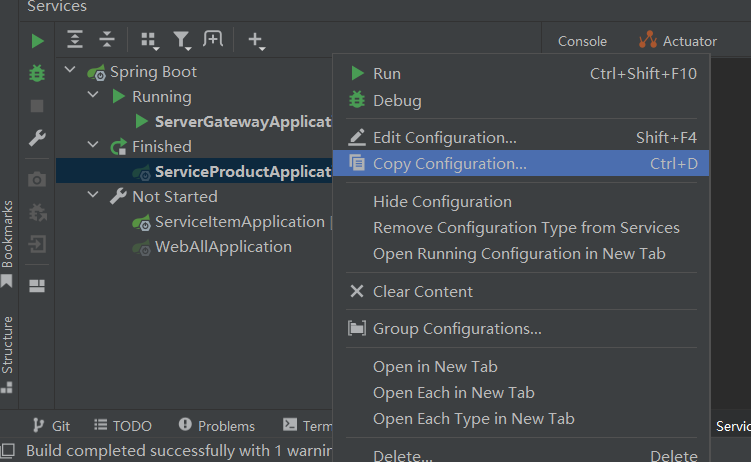 Services
Console
Actuator
Spring Boot
Running
ServerGatewayApplicat
Finished
ServiceProductApplicat
Not Started
ServiceItemApplication
WebAllApplication
Run Ctrl+Shift+F10
Debug
Edit Configuration... Shift+F4
Copy Configuration... Ctrl+D
Hide Configuration
Remove Configuration Type from Services
Open Running Configuration in New Tab
Clear Content
Group Configurations...
Open in New Tab
Open Each in New Tab
Open Each Type in New Tab
Delete... Delete
Bookmarks
Structure
Git
TODO
Problems
Term
Servic
Build completed successfully with 1 warnin